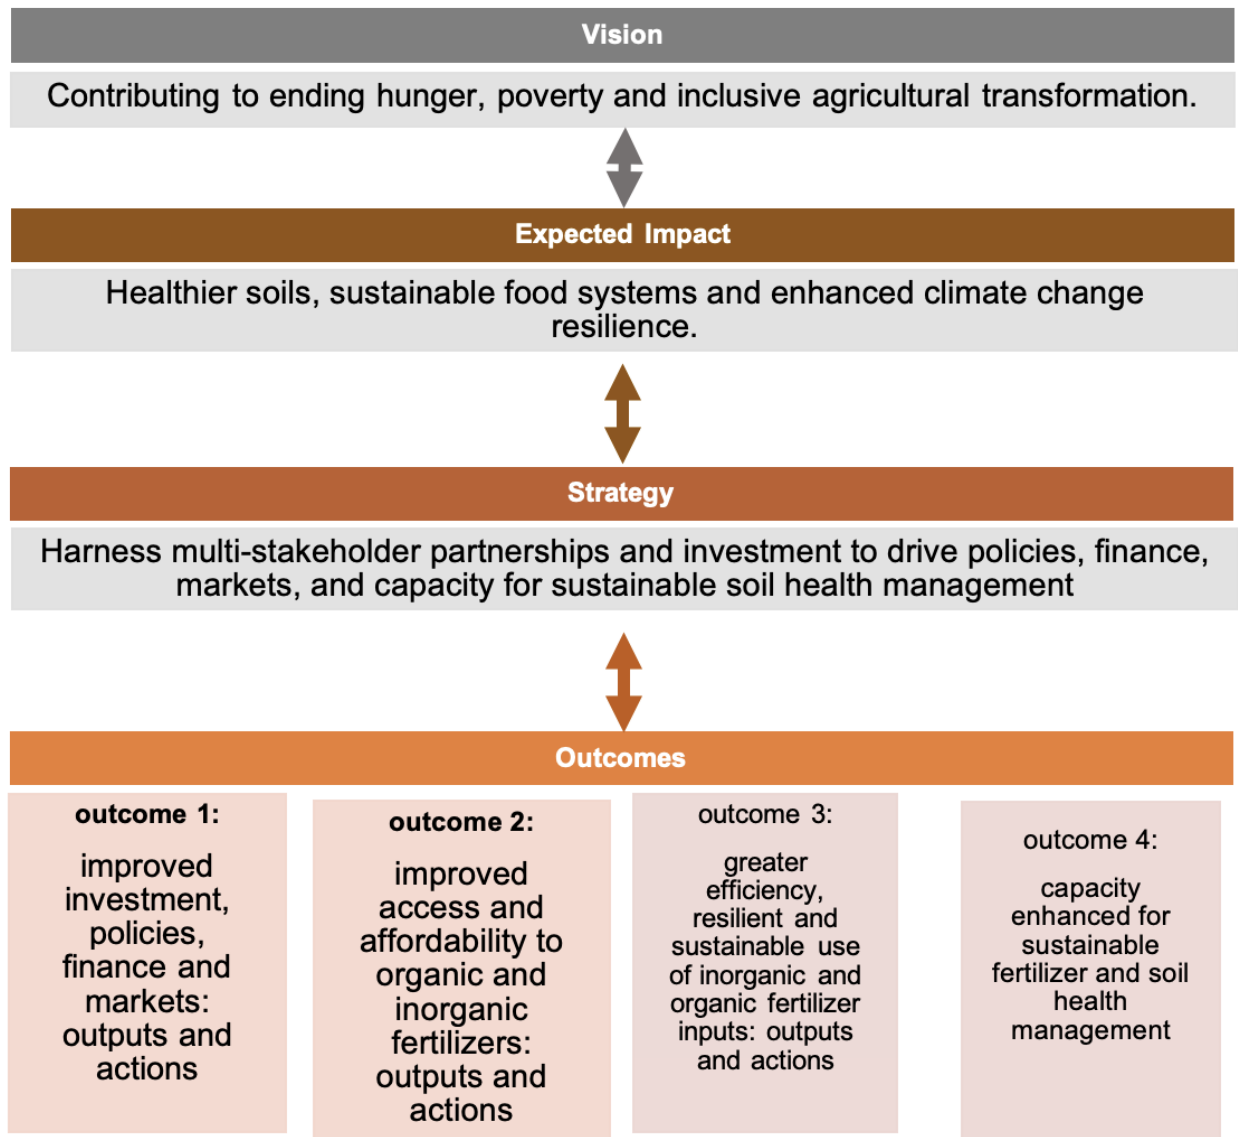 Vision
Contributing to ending hunger, poverty and inclusive agricultural transformation.
Expected Impact
Healthier soils, sustainable food systems and enhanced climate change
resilience.
Strategy
Harness multi-stakeholder partnerships and investment to drive policies, finance,
markets, and capacity for sustainable soil health management
Outcomes
outcome 1:
improved
investment,
policies,
finance and
markets:
outputs and
actions
outcome 2:
improved
access and
affordability to
organic and
inorganic
fertilizers:
outputs and
actions
outcome 3:
greater
efficiency,
resilient and
sustainable use
of inorganic and
organic fertilizer
inputs: outputs
and actions
outcome 4:
capacity
enhanced for
sustainable
fertilizer and soil
health
management